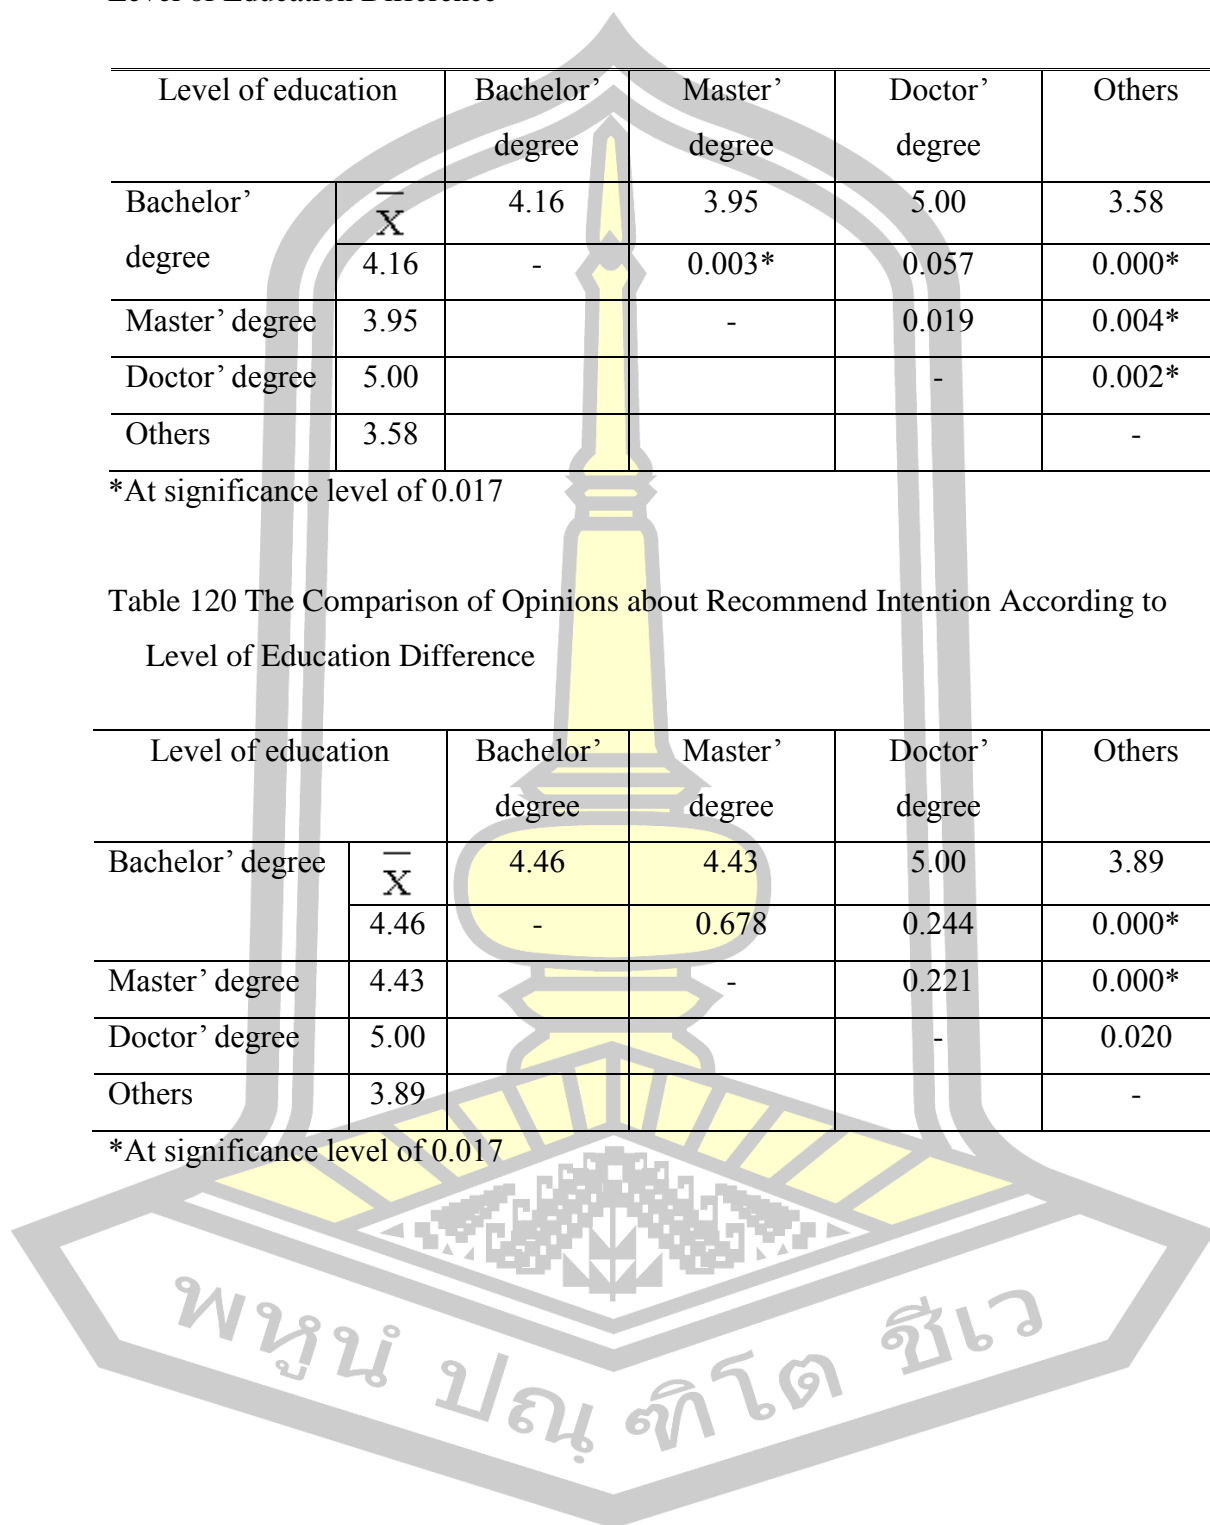 Level of Education Difference
Level of education Bachelor’ Master’ Doctor’ Others
degree degree degree
Bachelor’ X̄ 4.16 3.95 5.00 3.58
degree 4.16 - 0.003* 0.057 0.000*
Master’ degree 3.95 - 0.019 0.004*
Doctor’ degree 5.00 - 0.002*
Others 3.58 -
*At significance level of 0.017
Table 120 The Comparison of Opinions about Recommend Intention According to
Level of Education Difference
Level of education Bachelor’ Master’ Doctor’ Others
degree degree degree
Bachelor’ degree X̄ 4.46 4.43 5.00 3.89
4.46 - 0.678 0.244 0.000*
Master’ degree 4.43 - 0.221 0.000*
Doctor’ degree 5.00 - 0.020
Others 3.89 -
*At significance level of 0.017
พหูนํ ปณฺฑิโต ชีเว